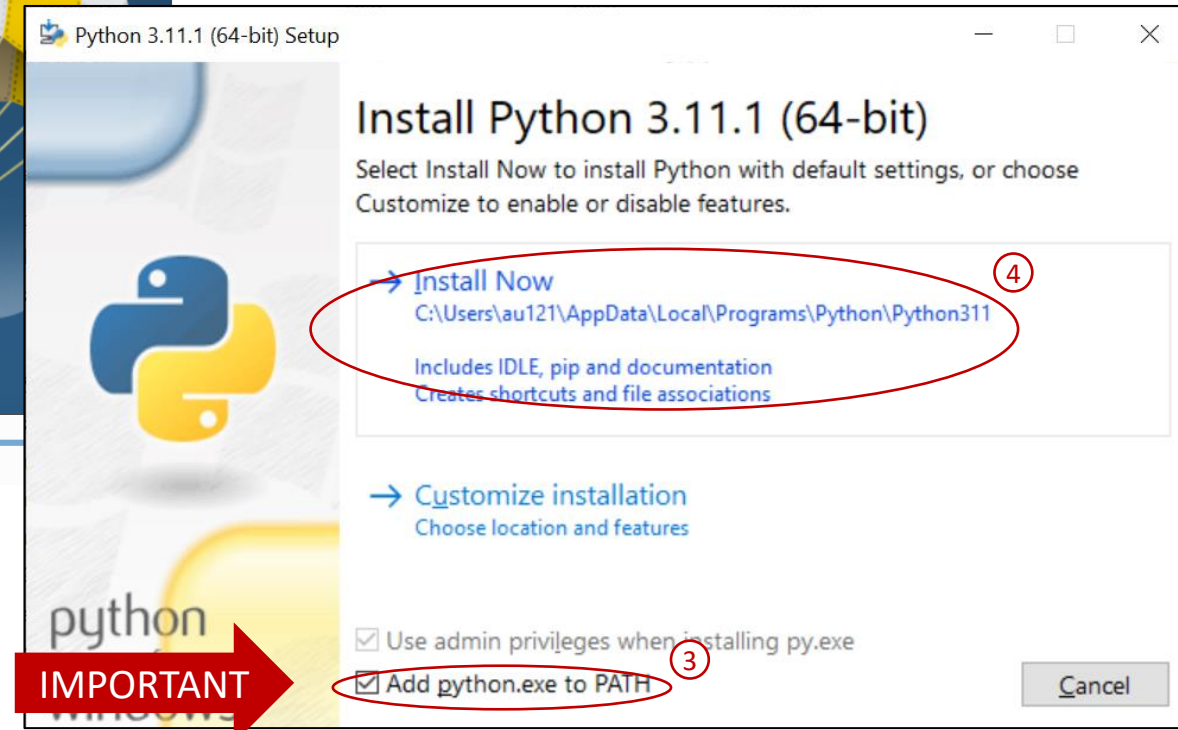 Python 3.11.1 (64-bit) Setup
Install Python 3.11.1 (64-bit)
Select Install Now to install Python with default settings, or choose
Customize to enable or disable features.
Install Now
4
C:\Users\au121\AppData\Local\Programs\Python\Python311
Includes IDLE, pip and documentation
Creates shortcuts and file associations
Customize installation
Choose location and features
python
Use admin privileges when installing py.exe
3
IMPORTANT
Add python.exe to PATH
Cancel
windows